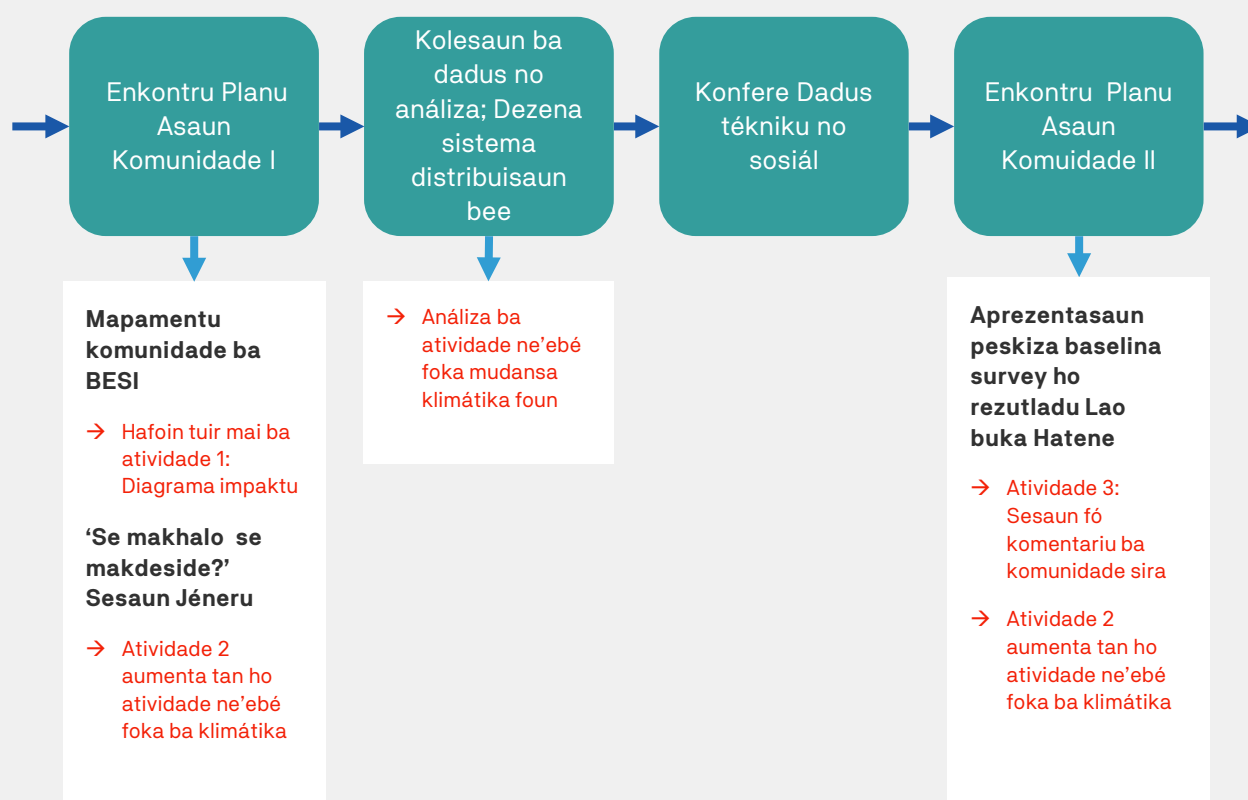 Enkontru Planu
Asaun
Komunidade I
Kolesaun ba
dadus no
análiza; Dezena
sistema
distribuisaun
bee
Konfere Dadus
tékniku no
sosiál
Enkontru Planu
Asaun
Komuidade II
Mapamentu
komunidade ba
BESI
→ Hafoin tuir mai ba
atividade 1:
Diagrama impaktu
‘Se makhalo se
makdeside?’
Sesaun Jéneru
→ Atividade 2
aumenta tan ho
atividade ne’ebé
foka ba klimátika
→ Análiza ba
atividade ne’ebé
foka mudansa
klimátika foun
Aprezentasaun
peskiza baselina
survey ho
rezutladu Lao
buka Hatene
→ Atividade 3:
Sesaun fó
komentariu ba
komunidade sira
→ Atividade 2
aumenta tan ho
atividade ne’ebé
foka ba klimátika